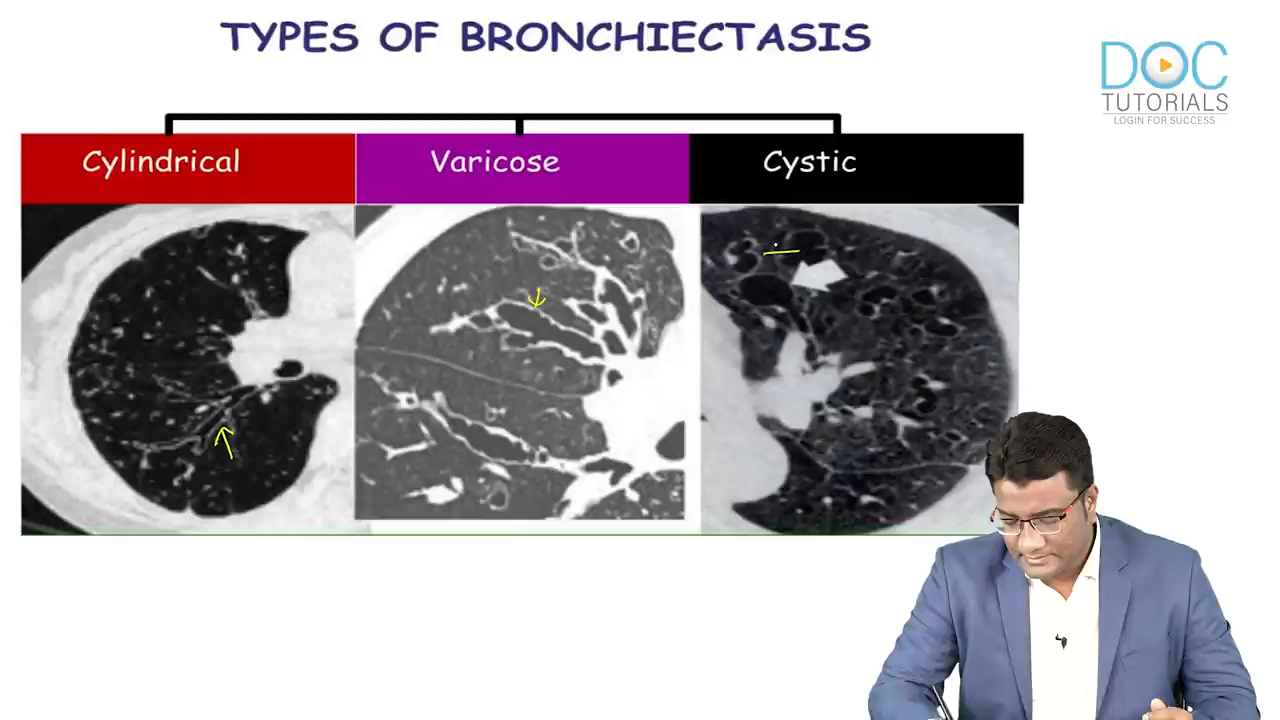 TYPES OF BRONCHIECTASIS
DOC
TUTORIALS
LOGIN FOR SUCCESS
Cylindrical
Varicose
Cystic